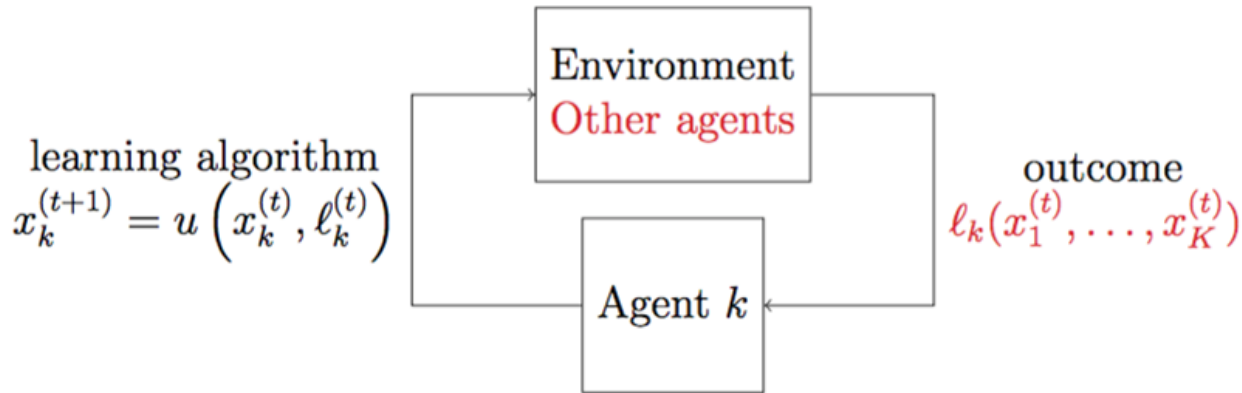 Environment
Other agents
learning algorithm
x_k^{(t+1)} = u(x_k^{(t)}, ℓ_k^{(t)})
outcome
ℓ_k(x_1^{(t)}, . . . , x_K^{(t)})
Agent k